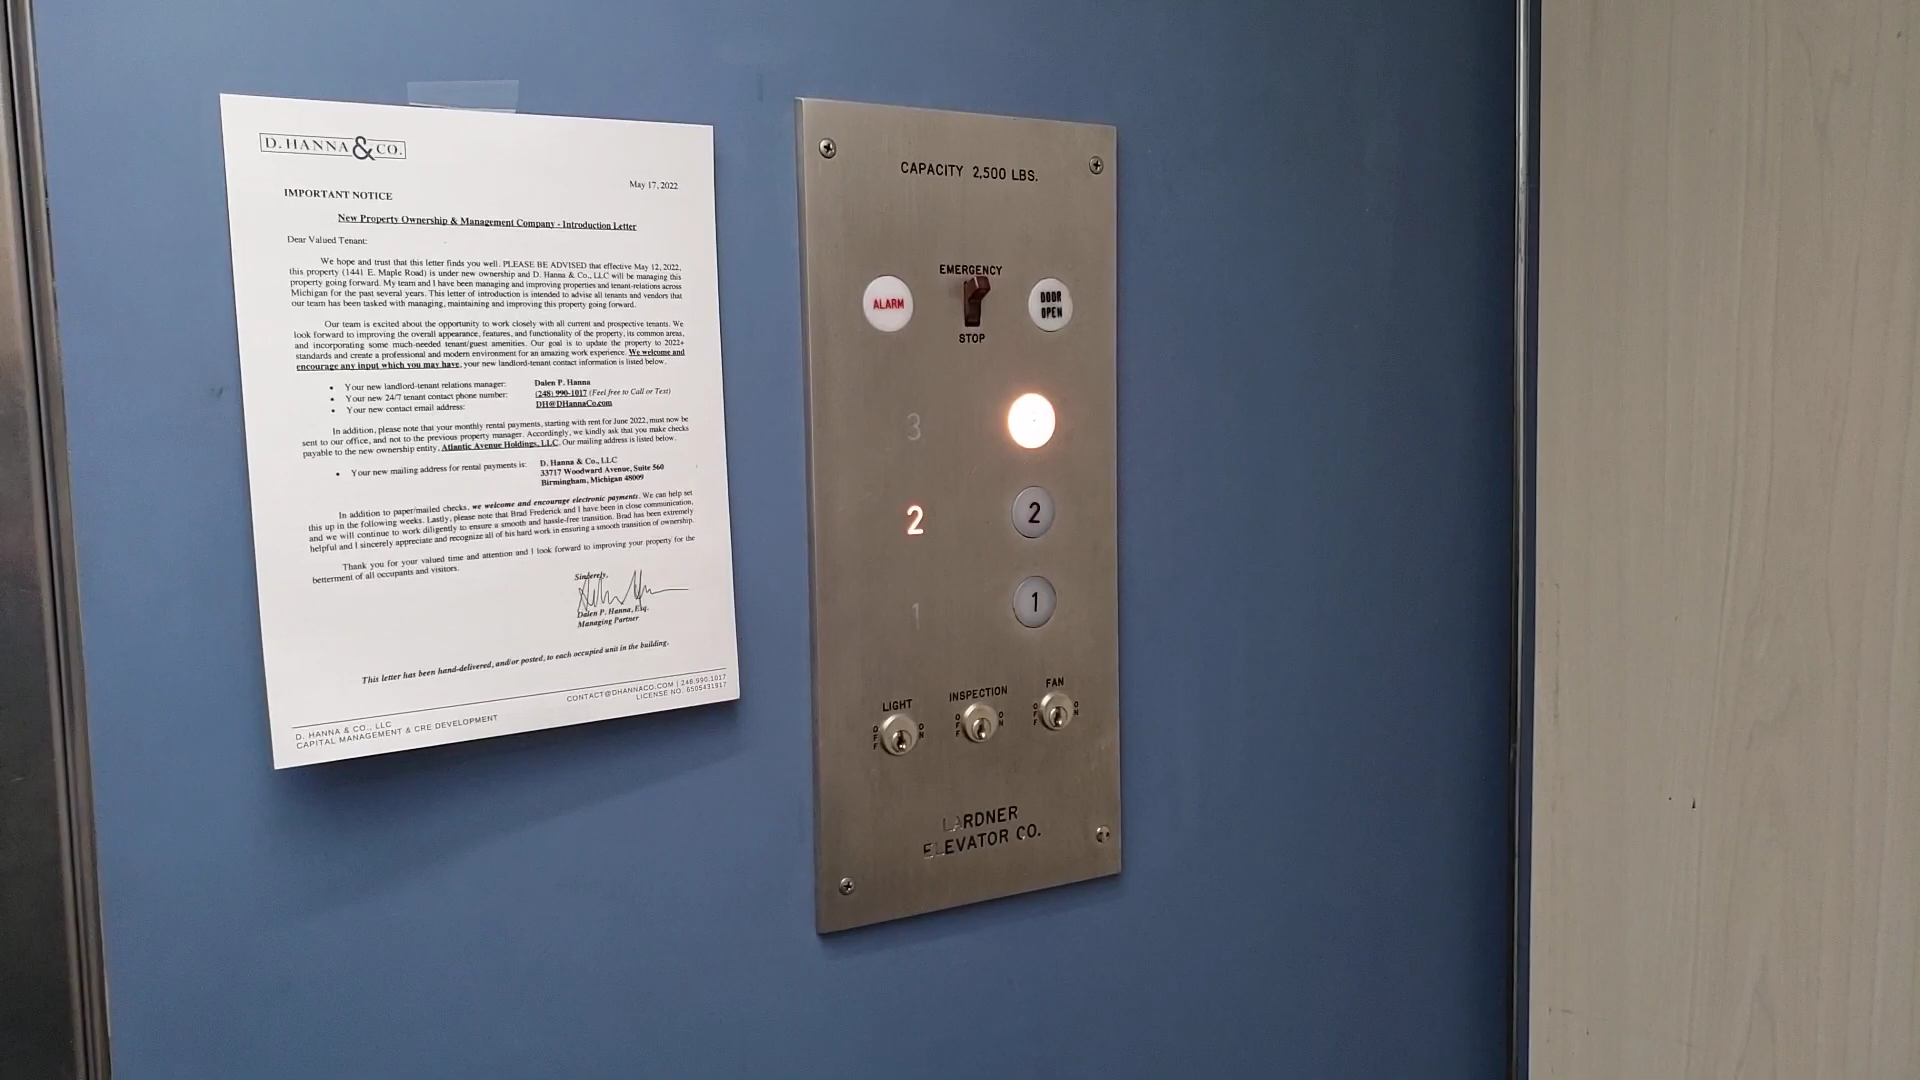 D. HANNA & CO.
May 17, 2022
IMPORTANT NOTICE
New Property Ownership & Management Company - Introduction Letter
Dear Valued Tenant:
We hope and trust that this letter finds you well. PLEASE BE ADVISED that effective May 12, 2022,
this property (1441 E. Maple Road) is under new ownership and D. Hanna & Co., LLC will be managing this
property going forward. My team and I have been managing and improving properties and tenant-relations across
Michigan for the past several years. This letter of introduction is intended to advise all tenants and vendors that
our team has been tasked with managing, maintaining and improving this property going forward.
Our team is excited about the opportunity to work closely with all current and prospective tenants. We
look forward to improving the overall appearance, features, and functionality of the property, its common areas,
and incorporating some much-needed tenant/guest amenities. Our goal is to update the property to 2022+
standards and create a professional and modern environment for an amazing work experience. We welcome and
encourage any input which you may have, your new landlord-tenant contact information is listed below.
• Your new landlord-tenant relations manager: Dalen P. Hanna
• Your new 24/7 tenant contact phone number: (248) 990-1017 (Feel free to Call or Text)
• Your new contact email address: DH@DHannaCo.com
In addition, please note that your monthly rental payments, starting with rent for June 2022, must now be
sent to our office, and not to the previous property manager. Accordingly, we kindly ask that you make checks
payable to the new ownership entity, Atlantic Avenue Holdings, LLC. Our mailing address is listed below.
• Your new mailing address for rental payments is: D. Hanna & Co., LLC
33717 Woodward Avenue, Suite 560
Birmingham, Michigan 48009
In addition to paper/mailed checks, we welcome and encourage electronic payments. We can help set
this up in the following weeks. Lastly, please note that Brad Frederick and I have been in close communication,
and we will continue to work diligently to ensure a smooth and hassle-free transition. Brad has been extremely
helpful and I sincerely appreciate and recognize all of his hard work in ensuring a smooth transition of ownership.
Thank you for your valued time and attention and I look forward to improving your property for the
betterment of all occupants and visitors.
Sincerely,
Dalen P. Hanna, Esq.
Managing Partner
This letter has been hand-delivered, and/or posted, to each occupied unit in the building.
D. HANNA & CO., LLC
CAPITAL MANAGEMENT & CRE DEVELOPMENT
CONTACT@DHANNACO.COM | 248.990.1017
LICENSE NO. 6505431917
CAPACITY 2,500 LBS.
ALARM
EMERGENCY
STOP
DOOR
OPEN
3
2 2
1 1
LIGHT
OFF ON
INSPECTION
OFF ON
FAN
OFF ON
LARDNER
ELEVATOR CO.